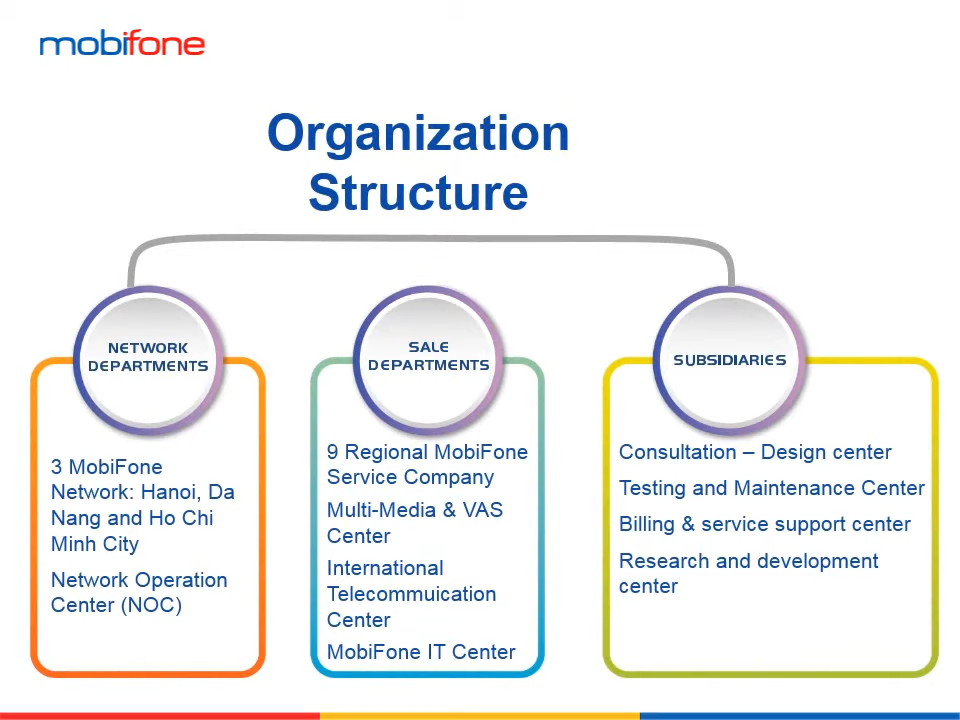 mobifone
Organization
Structure
NETWORK
DEPARTMENTS
3 MobiFone
Network: Hanoi, Da
Nang and Ho Chi
Minh City
Network Operation
Center (NOC)
SALE
DEPARTMENTS
9 Regional MobiFone
Service Company
Multi-Media & VAS
Center
International
Telecommuication
Center
MobiFone IT Center
SUBSIDIARIES
Consultation – Design center
Testing and Maintenance Center
Billing & service support center
Research and development
center